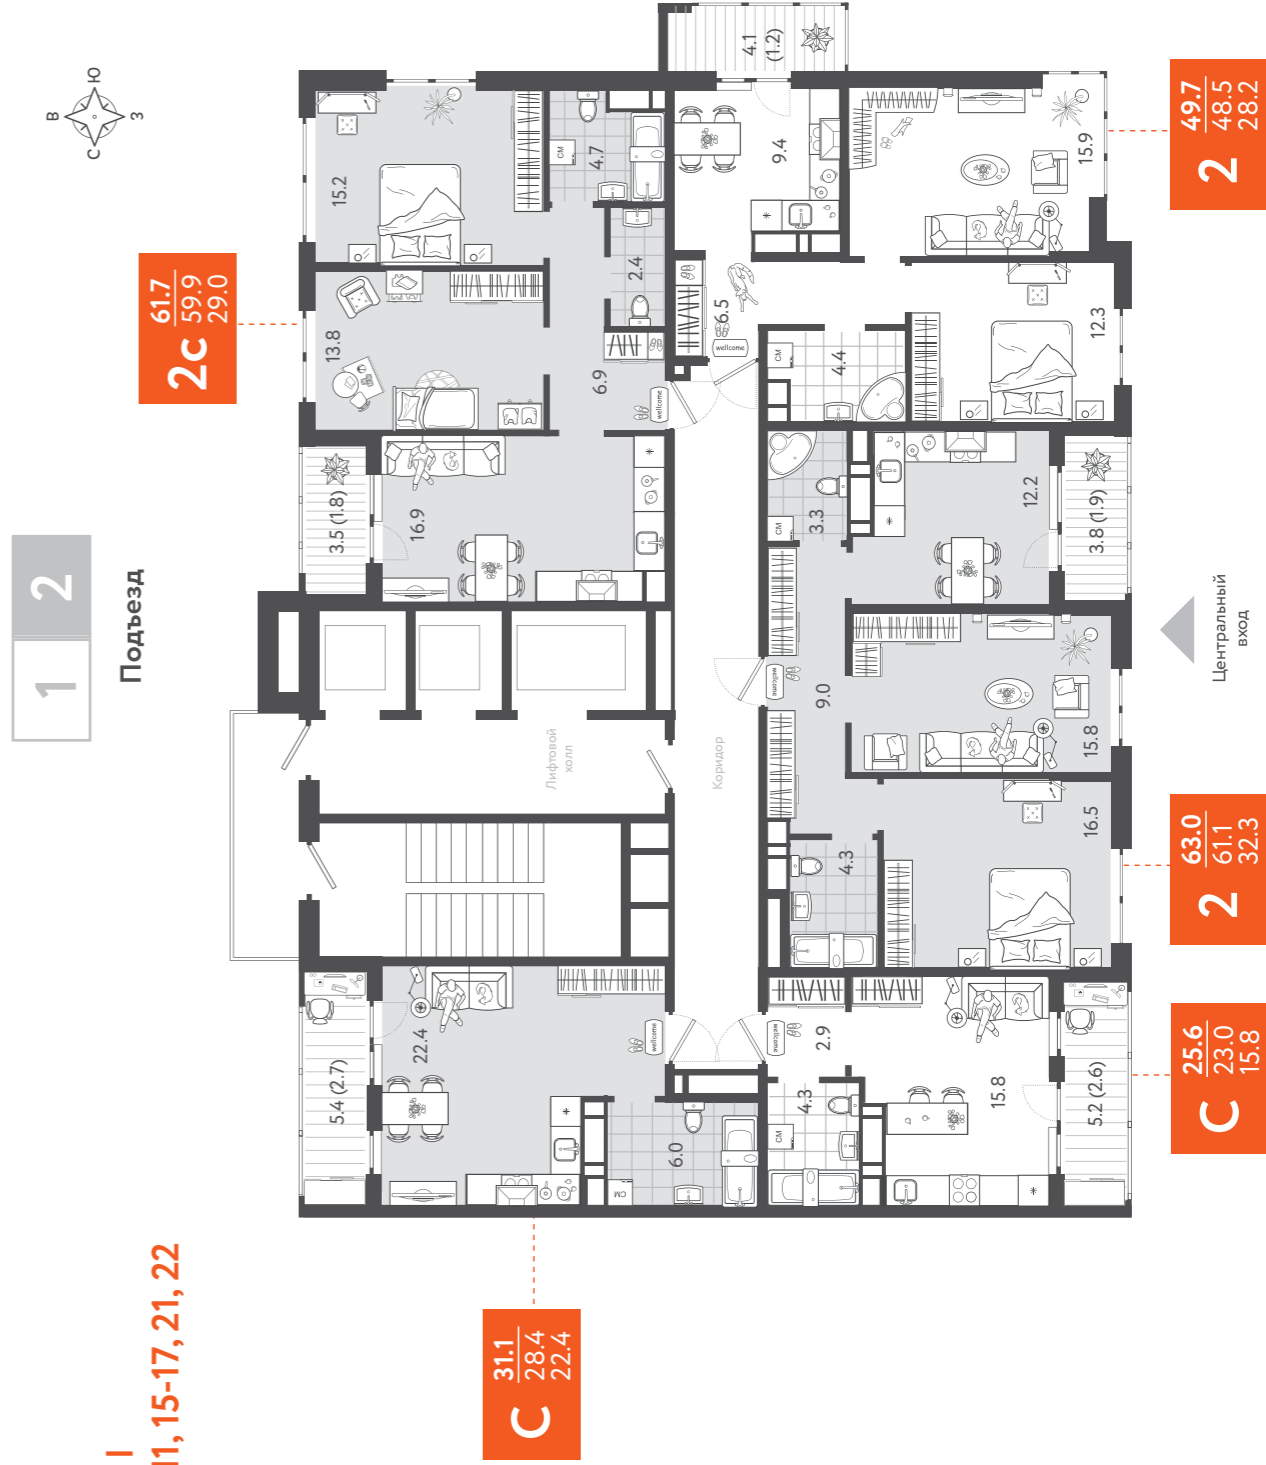 11, 15-17, 21, 22
1
2
Подъезд
В
Ю
С
З
2с
61.7
59.9
29.0
2
49.7
48.5
28.2
2
63.0
61.1
32.3
С
25.6
23.0
15.8
С
31.1
28.4
22.4
15.2
4.7
СМ
2.4
13.8
6.9
wellcome
3.5 (1.8)
16.9
4.1
(1.2)
9.4
15.9
6.5
wellcome
12.3
СМ
4.4
СМ
3.3
12.2
3.8 (1.9)
wellcome
9.0
15.8
16.5
4.3
Лифтовой
холл
Коридор
Центральный
вход
5.4 (2.7)
22.4
wellcome
6.0
СМ
wellcome
2.9
4.3
СМ
15.8
5.2 (2.6)